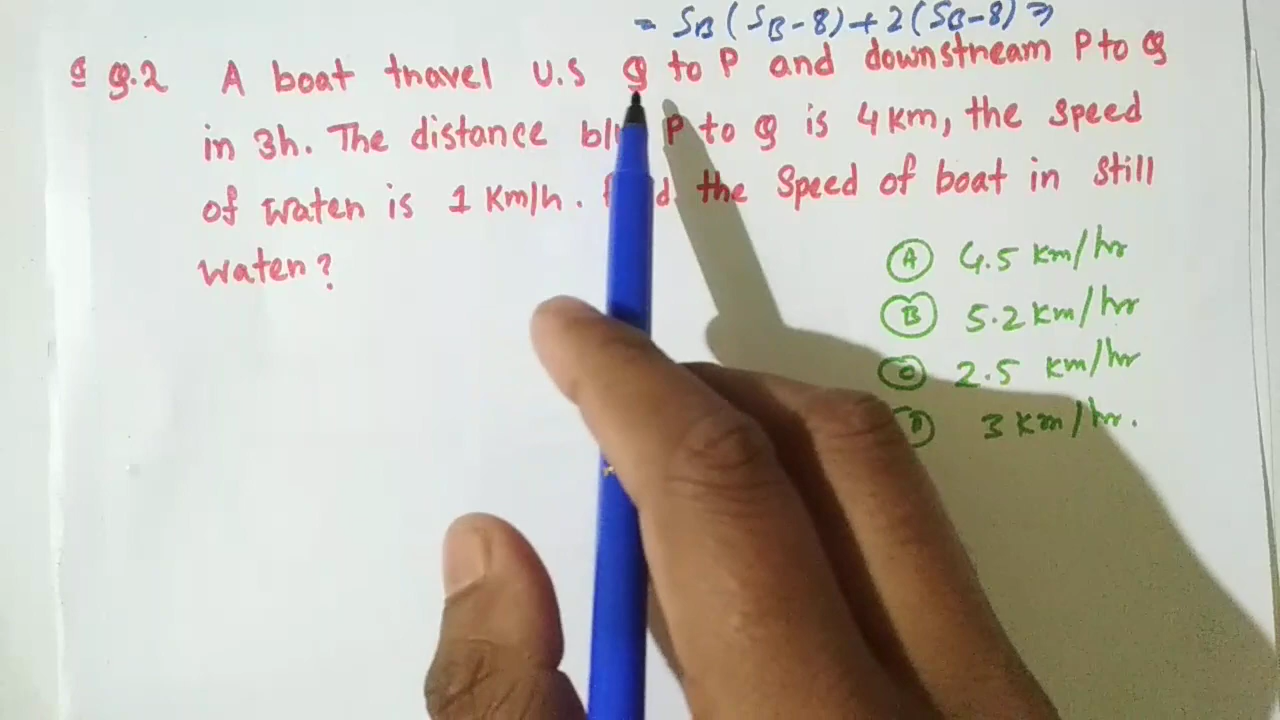 = SB (SB-8) + 2 (SB-8) ⇒
Q.2 A boat travel U.S Q to P and downstream P to Q
in 3h. The distance P to Q is 4 Km, the speed
of water is 1 Km/h. the Speed of boat in still
water?
A 4.5 Km/hr
B 5.2 Km/hr
C 2.5 Km/hr
3 Km/hr.